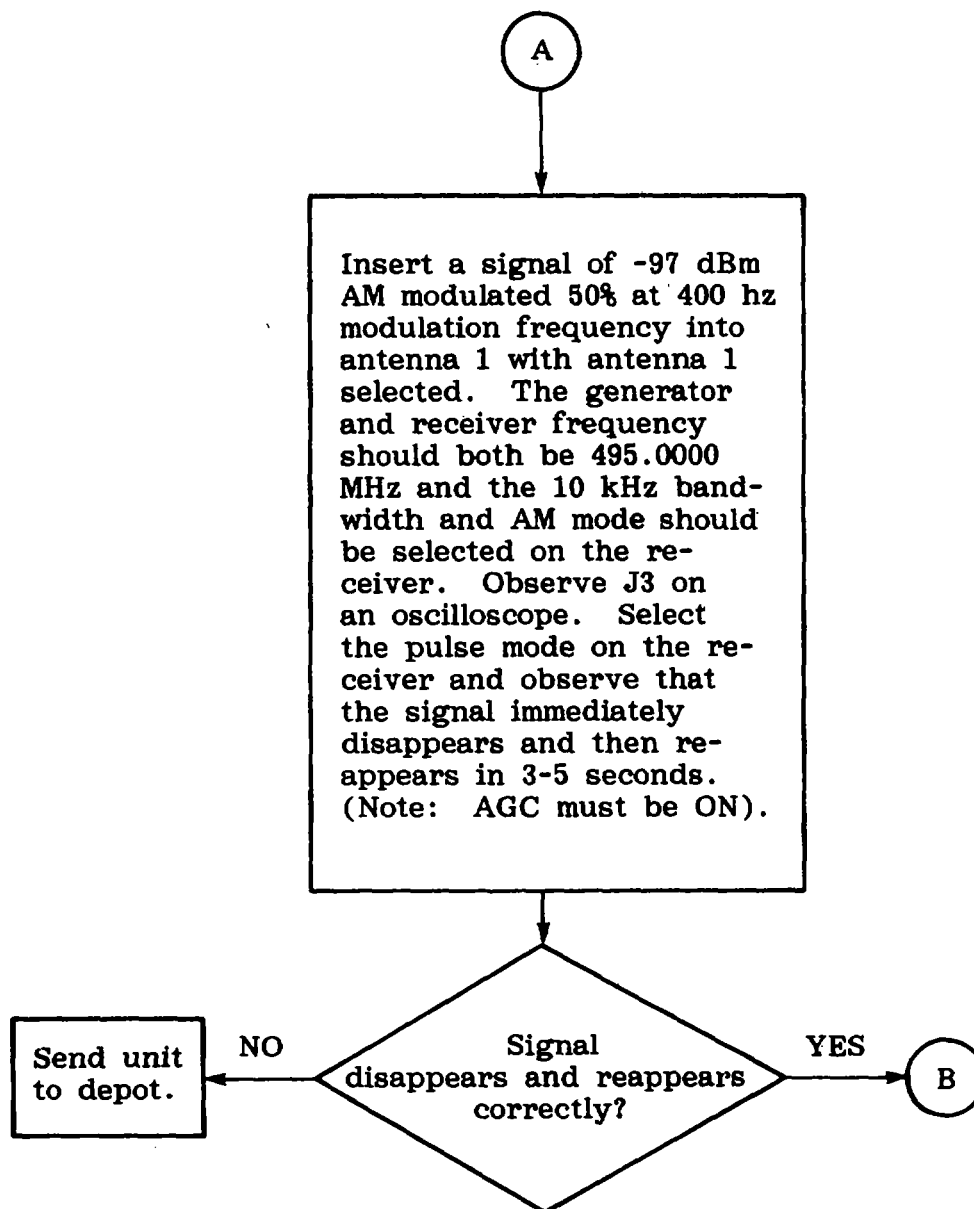 A
Insert a signal of -97 dBm
AM modulated 50% at 400 hz
modulation frequency into
antenna 1 with antenna 1
selected. The generator
and receiver frequency
should both be 495.0000
MHz and the 10 kHz band-
width and AM mode should
be selected on the re-
ceiver. Observe J3 on
an oscilloscope. Select
the pulse mode on the re-
ceiver and observe that
the signal immediately
disappears and then re-
appears in 3-5 seconds.
(Note: AGC must be ON).
Signal
disappears and reappears
correctly?
NO
Send unit
to depot.
YES
B